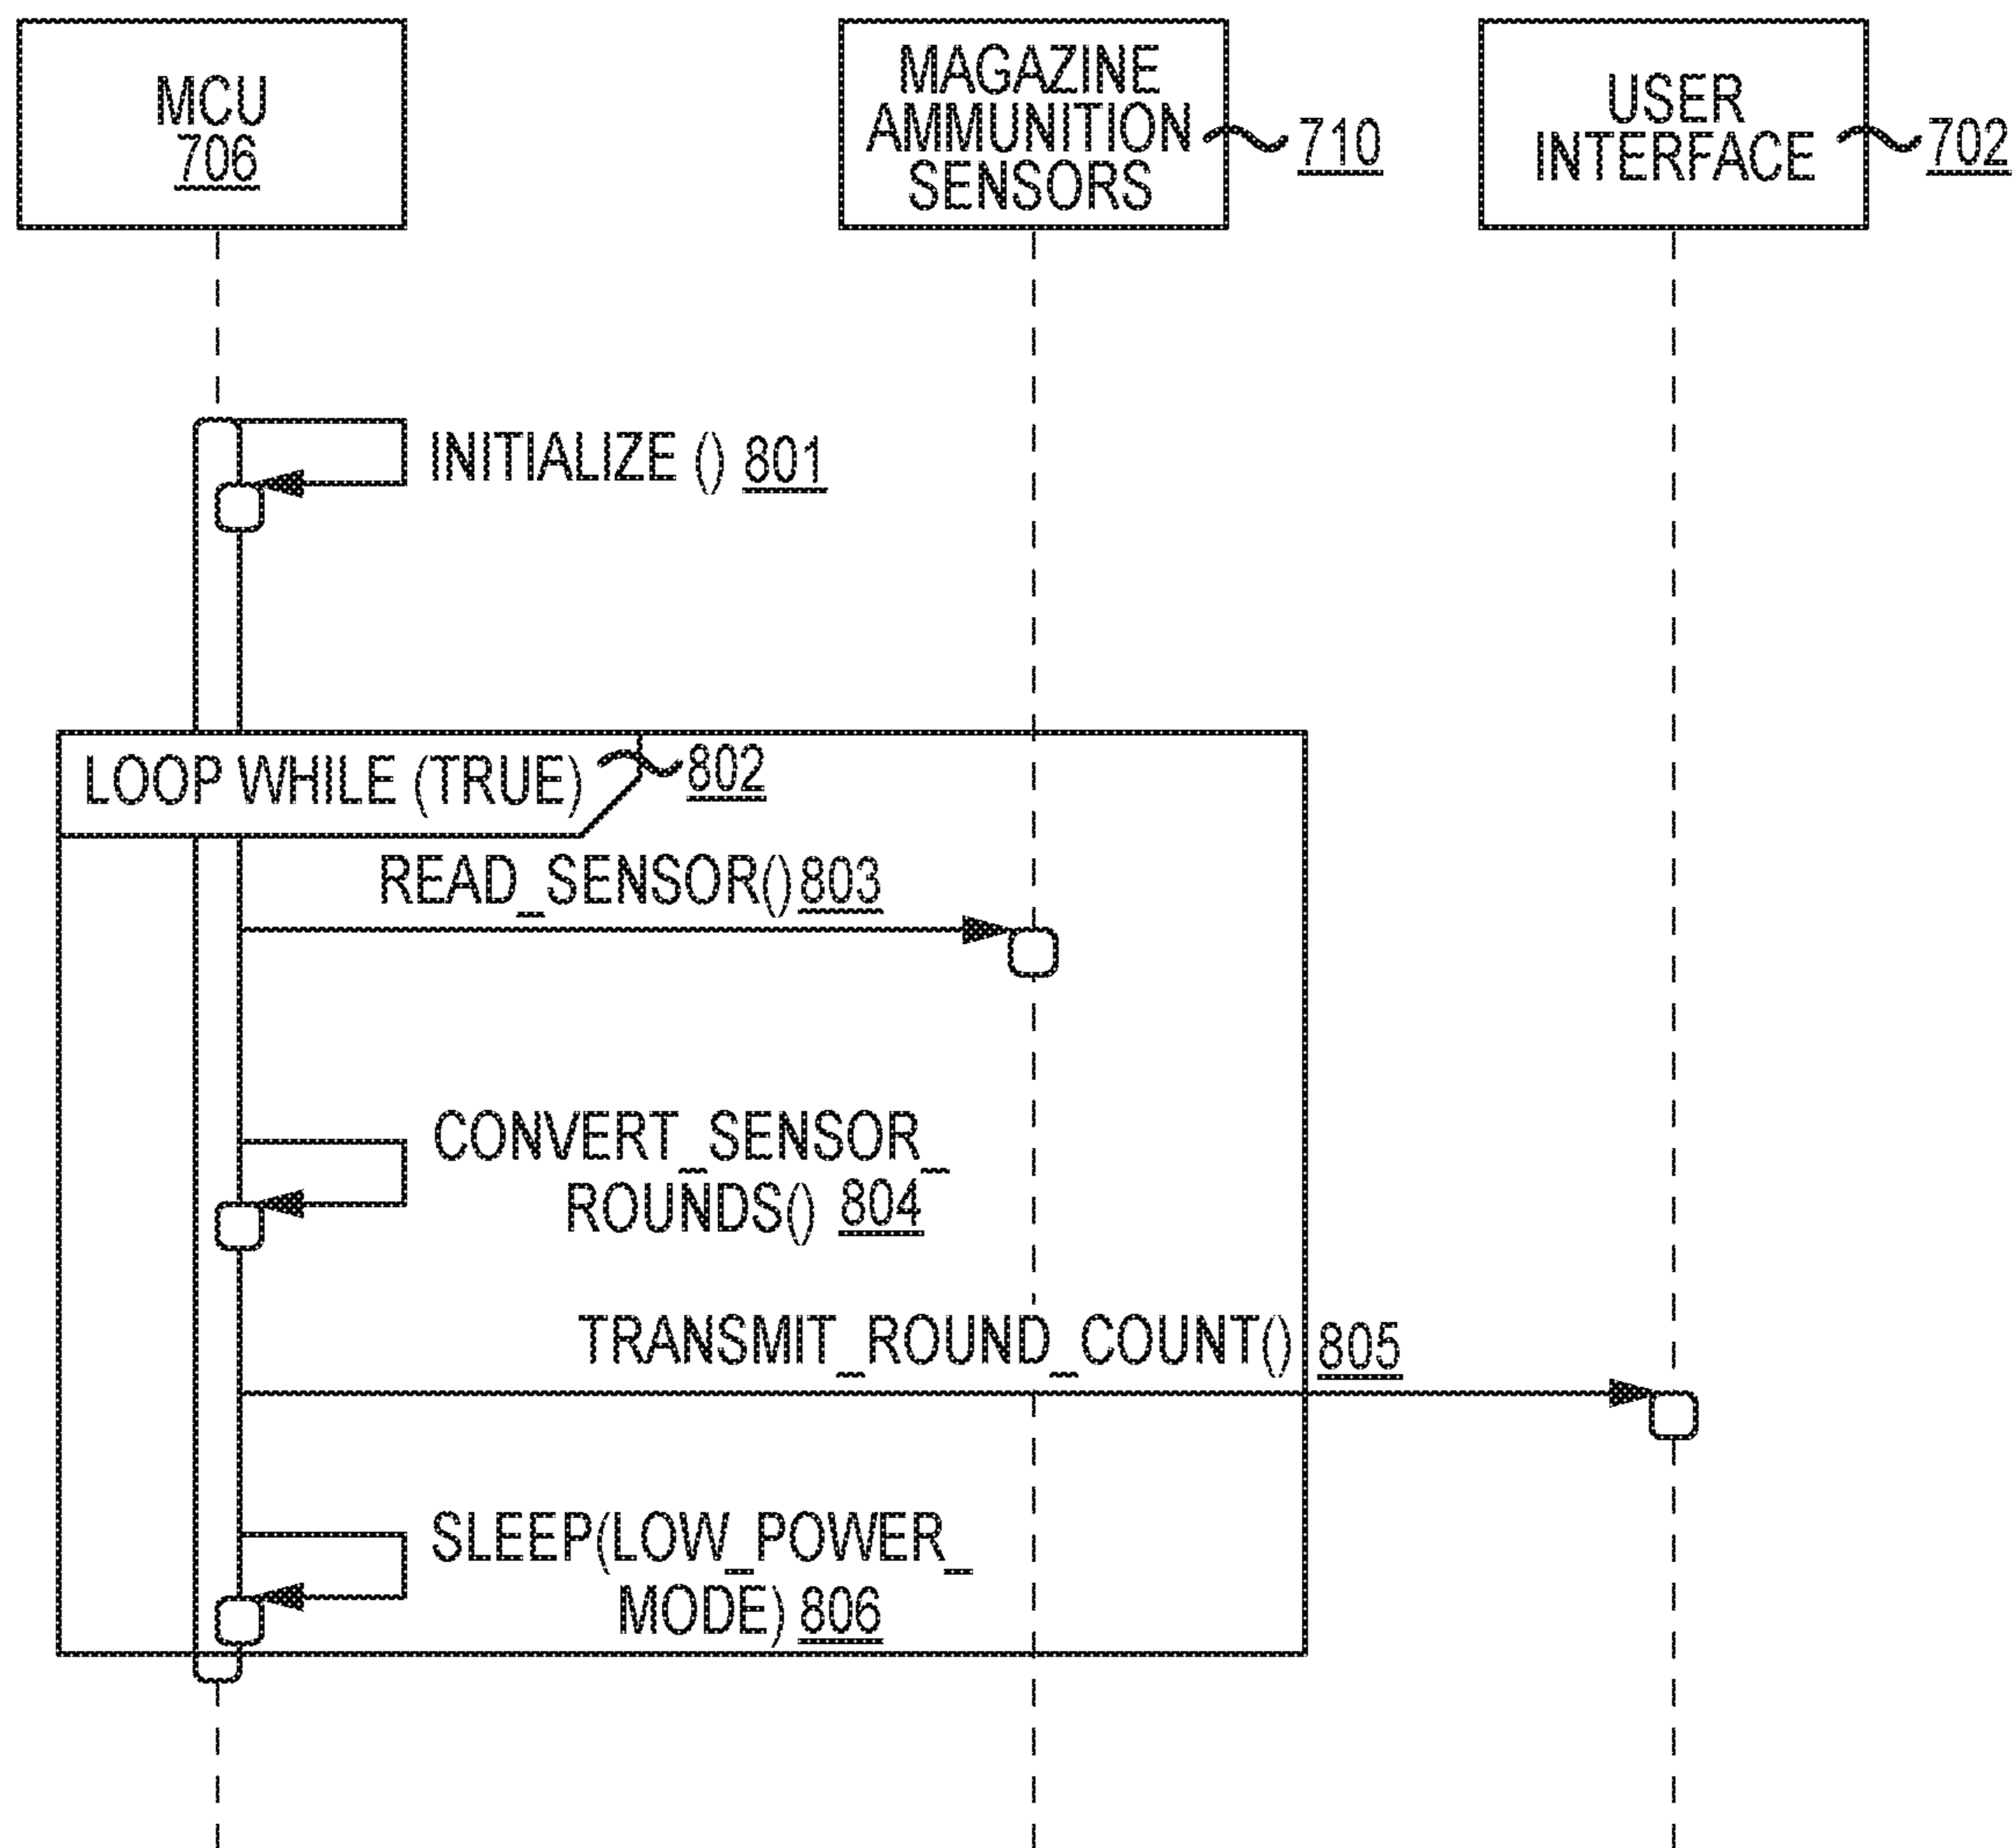 MCU
706
MAGAZINE
AMMUNITION
SENSORS
710
USER
INTERFACE
702
INITIALIZE () 801
LOOP WHILE (TRUE) 802
READ_SENSOR() 803
CONVERT_SENSOR_
ROUNDS() 804
TRANSMIT_ROUND_COUNT() 805
SLEEP(LOW_POWER_
MODE) 806